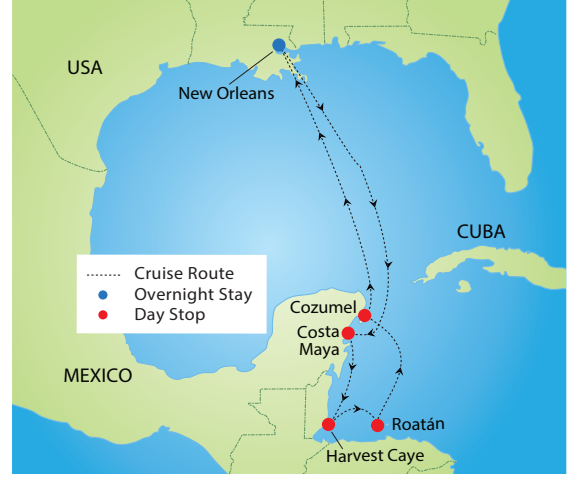 USA
New Orleans
CUBA
Cruise Route
Overnight Stay
Day Stop
Cozumel
Costa
Maya
MEXICO
Roatán
Harvest Caye